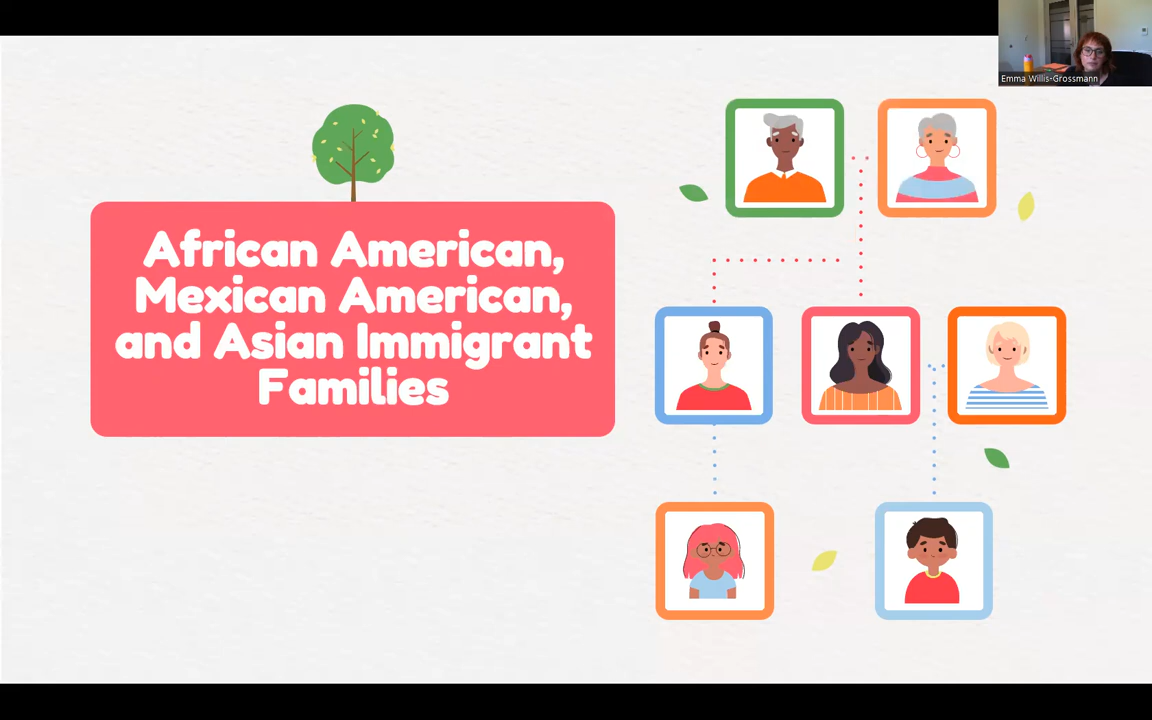 African American,
Mexican American,
and Asian Immigrant
Families
Emma Willis-Grossmann